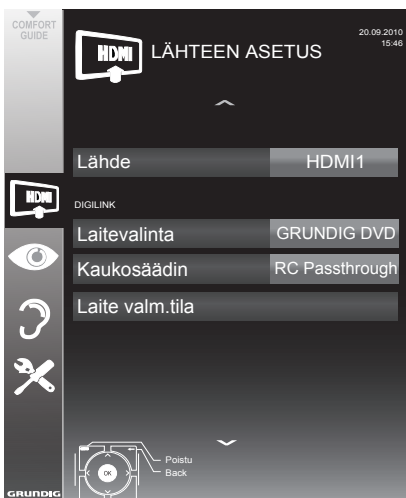 COMFORT
GUIDE
20.09.2010
15:46
HDMI
LÄHTEEN ASETUS
Lähde HDMI1
HDMI
DIGILINK
Laitevalinta GRUNDIG DVD
Kaukosäädin RC Passthrough
Laite valm.tila
Poistu
Back
OK
GRUNDIG